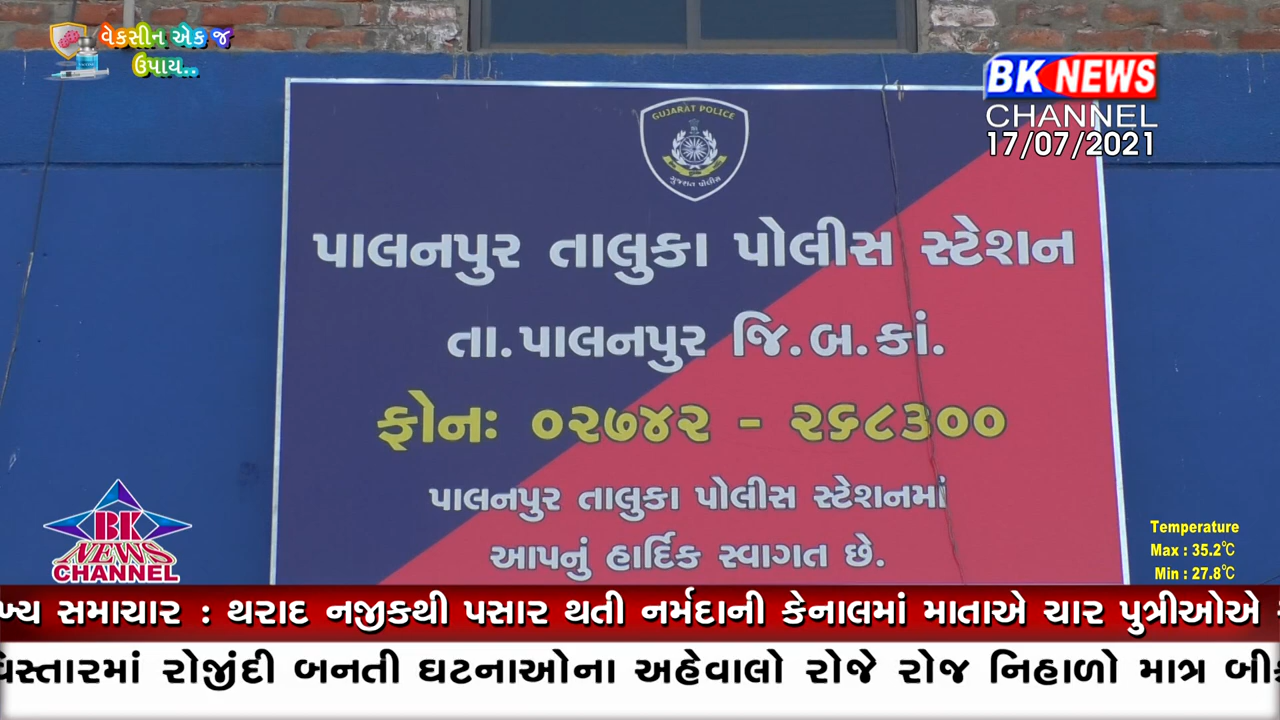 વેકસીન એક જ
ઉપાય..
BK NEWS
CHANNEL
17/07/2021
GUJARAT POLICE
ગુજરાત પોલીસ
પાલનપુર તાલુકા પોલીસ સ્ટેશન
તા.પાલનપુર જિ.બ.કાં.
ફોનઃ ૦૨૭૪૨ - ૨૬૮૩૦૦
પાલનપુર તાલુકા પોલીસ સ્ટેશનમાં
આપનું હાર્દિક સ્વાગત છે.
BK
NEWS
CHANNEL
Temperature
Max : 35.2℃
Min : 27.8℃
સમાચાર : થરાદ નજીકથી પસાર થતી નર્મદાની કેનાલમાં માતાએ ચાર પુત્રીઓએ
રોજીંદી બનતી ઘટનાઓના અહેવાલો રોજે રોજ નિહાળો માત્ર